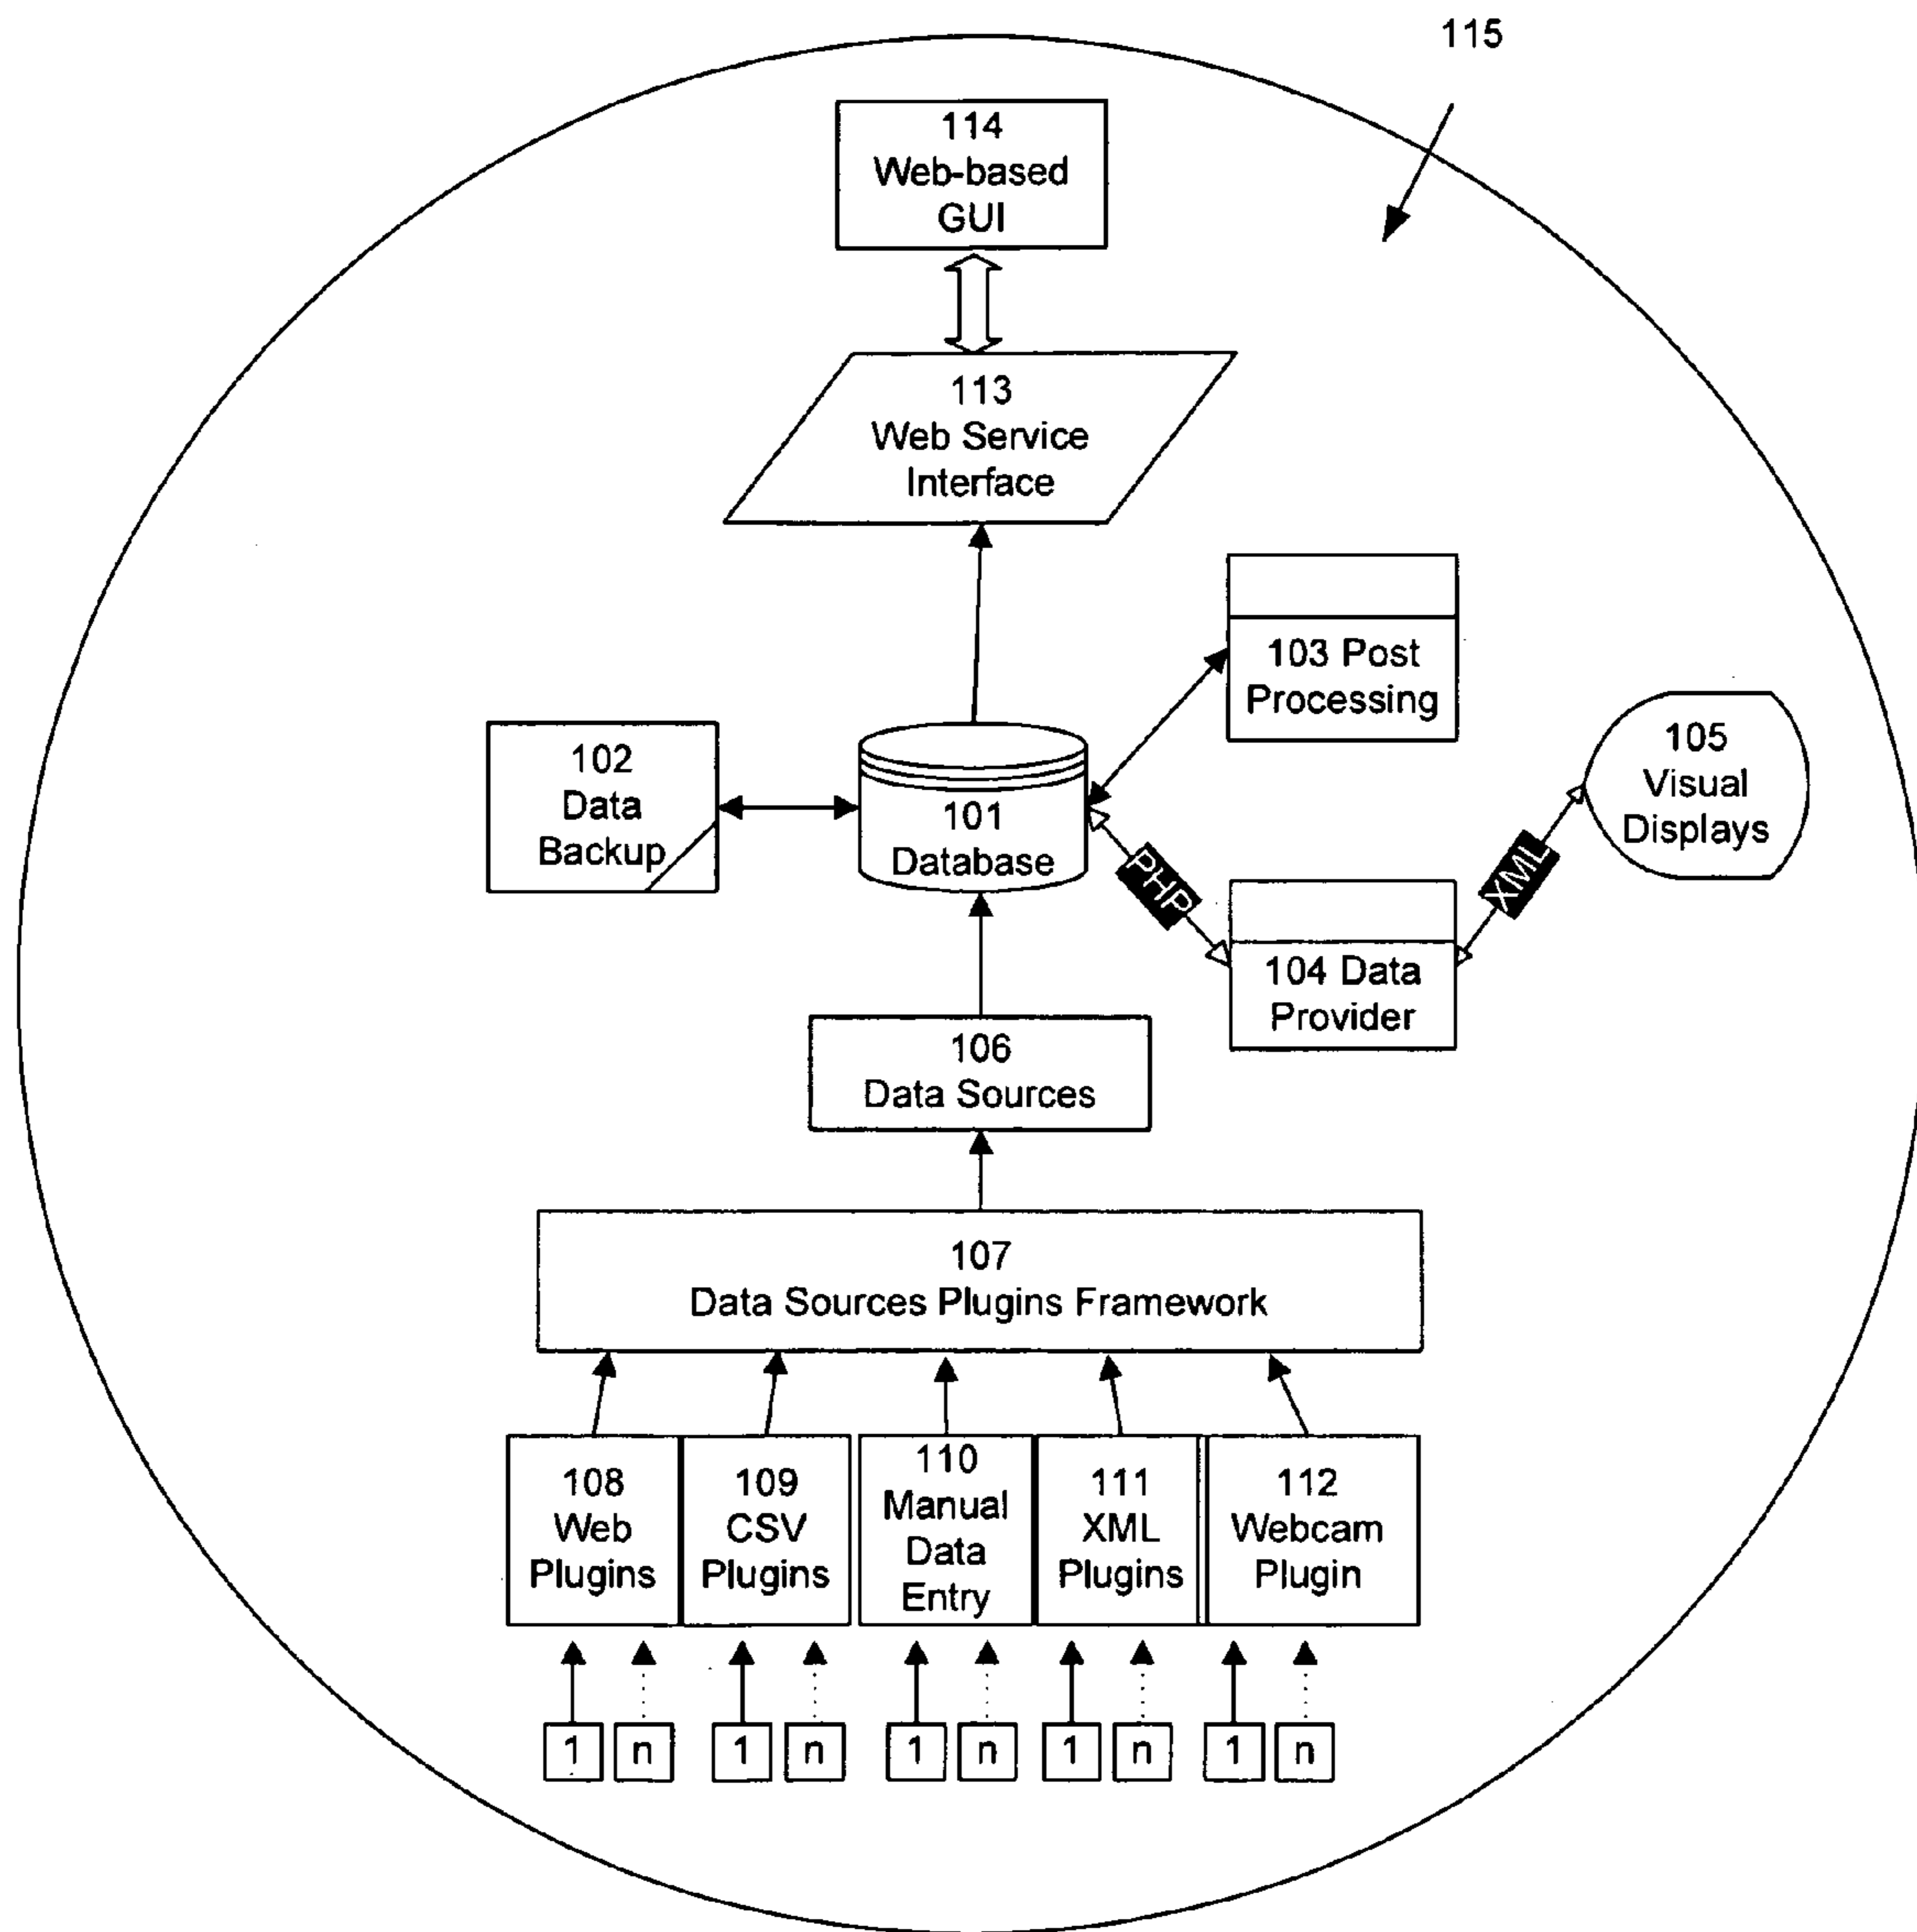 115
114
Web-based
GUI
113
Web Service
Interface
103 Post
Processing
102
Data
Backup
101
Database
105
Visual
Displays
PHP
XML
104 Data
Provider
106
Data Sources
107
Data Sources Plugins Framework
108
Web
Plugins
109
CSV
Plugins
110
Manual
Data
Entry
111
XML
Plugins
112
Webcam
Plugin
1 n 1 n 1 n 1 n 1 n